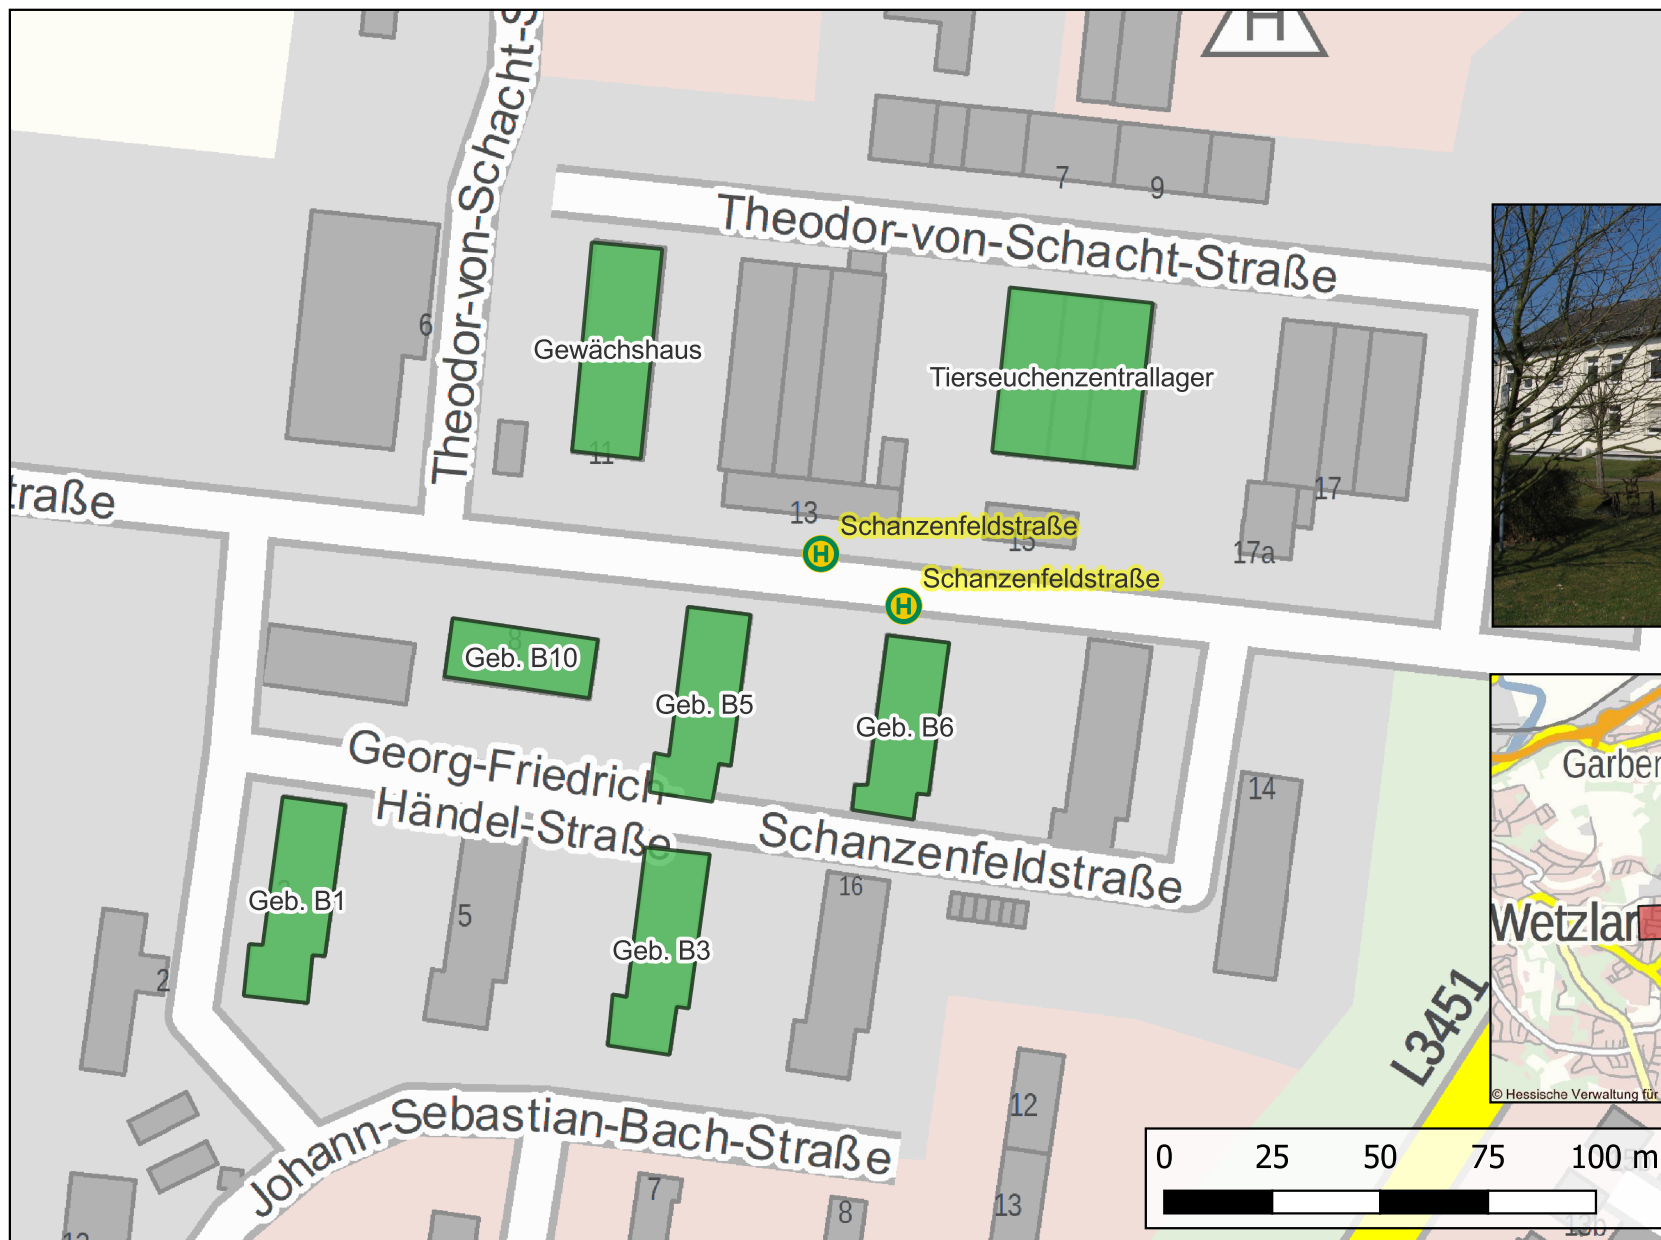 Theodor-von-Schacht-S
H
7
9
Theodor-von-Schacht-Straße
6
Gewächshaus
Tierseuchenzentrallager
11
traße
13
17
Schanzenfeldstraße
H
15
17a
Schanzenfeldstraße
H
8
Geb. B10
Geb. B5
Geb. B6
Georg-Friedrich
Händel-Straße
Schanzenfeldstraße
14
Garben
16
Geb. B1
5
Geb. B3
Wetzlar
2
L3451
© Hessische Verwaltung für
12
Johann-Sebastian-Bach-Straße
0 25 50 75 100 m
7
8
13
13b